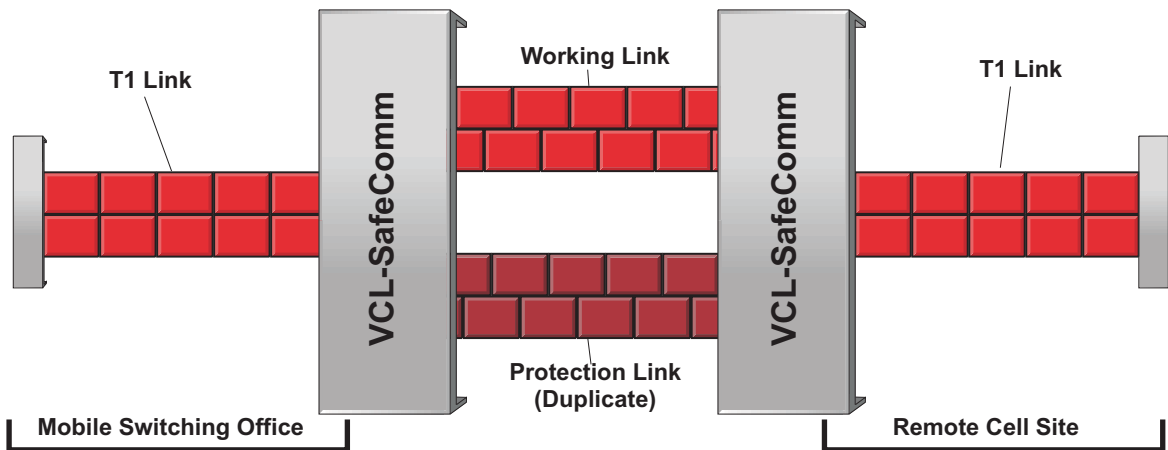 T1 Link
VCL-SafeComm
Working Link
Protection Link
(Duplicate)
VCL-SafeComm
T1 Link
Mobile Switching Office
Remote Cell Site